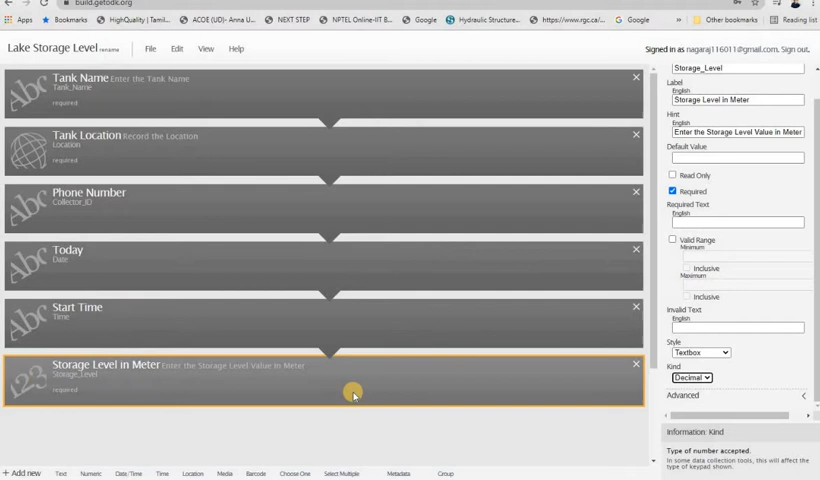 build.getodk.org
Apps Bookmarks HighQuality | Tamil... ACOE (UD)- Anna U... NEXT STEP NPTEL Online-IIT B... Google Hydraulic Structure... https://www.rgc.ca/... Google » Other bookmarks Reading list
Lake Storage Level rename File Edit View Help Signed in as nagaraj116011@gmail.com. Sign out.
Tank Name Enter the Tank Name
Tank_Name
required
Tank Location Record the Location
Location
required
Phone Number
Collector_ID
Today
Date
Start Time
Time
Storage Level in Meter Enter the Storage Level Value In Meter
Storage_Level
required
Abc
Abc
Abc
Abc
123
Storage_Level
Label
English
Storage Level in Meter
Hint
English
Enter the Storage Level Value in Meter
Default Value
Read Only
Required
Required Text
English
Valid Range
Minimum
Inclusive
Maximum
Inclusive
Invalid Text
English
Style
Textbox
Kind
Decimal
Advanced
Information: Kind
Type of number accepted.
In some data collection tools, this will affect the
type of keypad shown.
+ Add new Text Numeric Date/Time Time Location Media Barcode Choose One Select Multiple Metadata Group